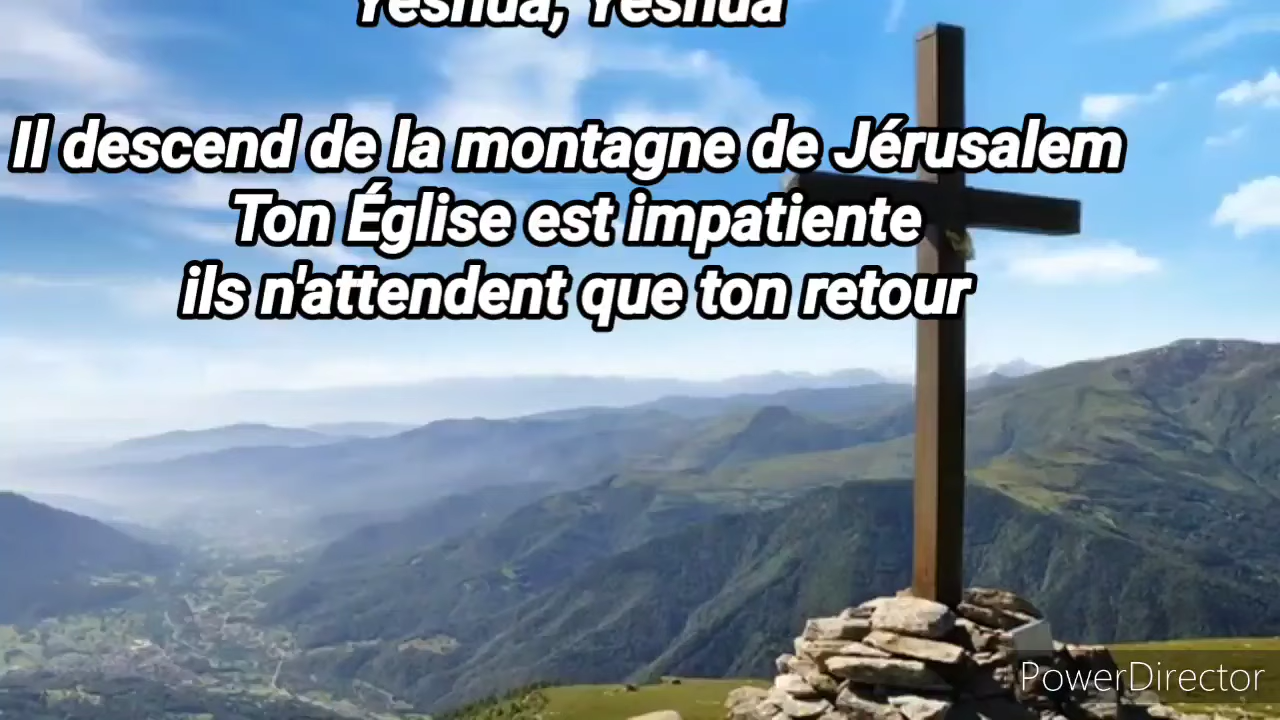 Yeshua, Yeshua
Il descend de la montagne de Jérusalem
Ton Église est impatiente
ils n'attendent que ton retour
PowerDirector